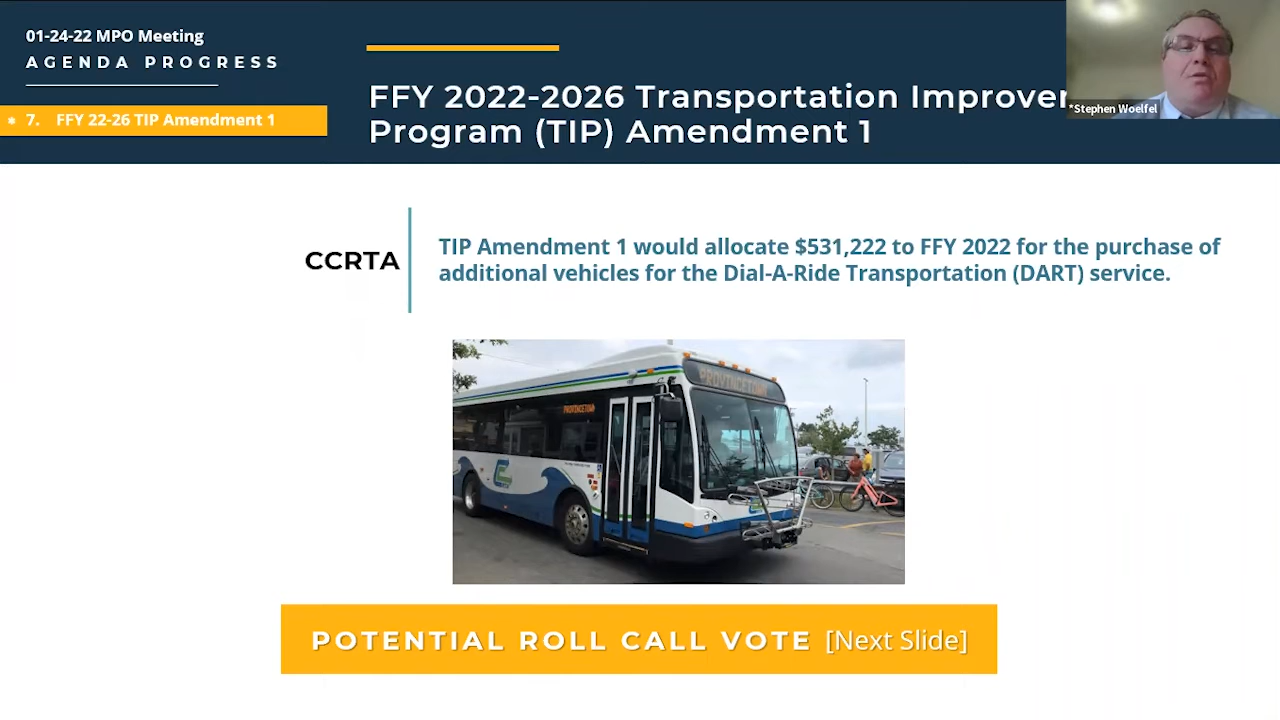 01-24-22 MPO Meeting
AGENDA PROGRESS
* 7. FFY 22-26 TIP Amendment 1
FFY 2022-2026 Transportation Improve
Program (TIP) Amendment 1
*Stephen Woelfel
CCRTA
TIP Amendment 1 would allocate $531,222 to FFY 2022 for the purchase of
additional vehicles for the Dial-A-Ride Transportation (DART) service.
PROVINCETOWN
PROVINCETOWN
POTENTIAL ROLL CALL VOTE [Next Slide]